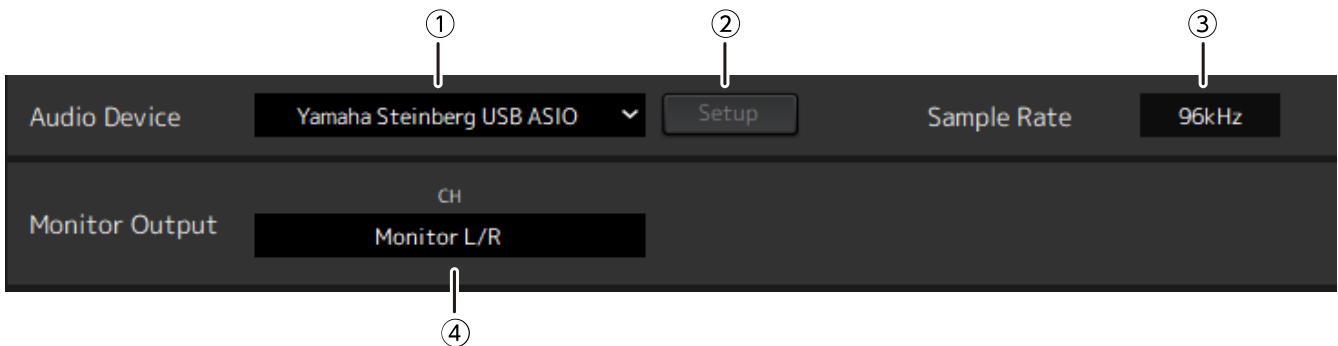 ① ② ③
Audio Device Yamaha Steinberg USB ASIO Setup Sample Rate 96kHz
CH
Monitor Output Monitor L/R
④